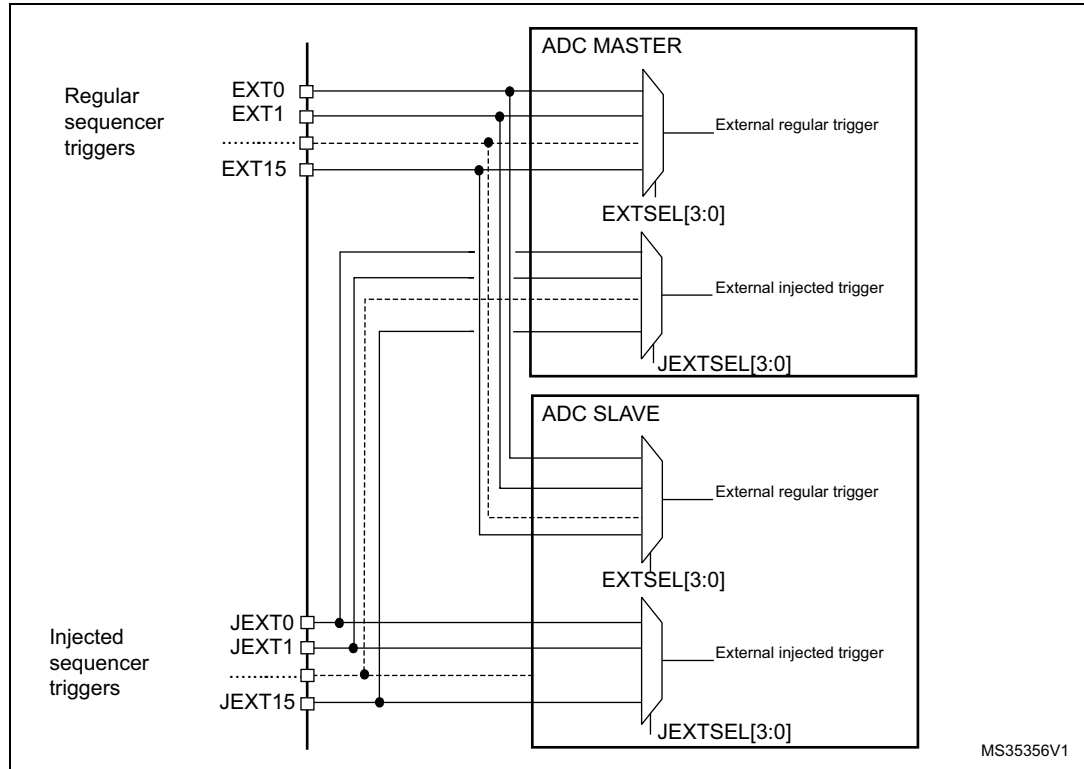 ADC MASTER
Regular
sequencer
triggers
EXT0
EXT1
............
EXT15
External regular trigger
EXTSEL[3:0]
External injected trigger
JEXTSEL[3:0]
ADC SLAVE
External regular trigger
EXTSEL[3:0]
Injected
sequencer
triggers
JEXT0
JEXT1
............
JEXT15
External injected trigger
JEXTSEL[3:0]
MS35356V1